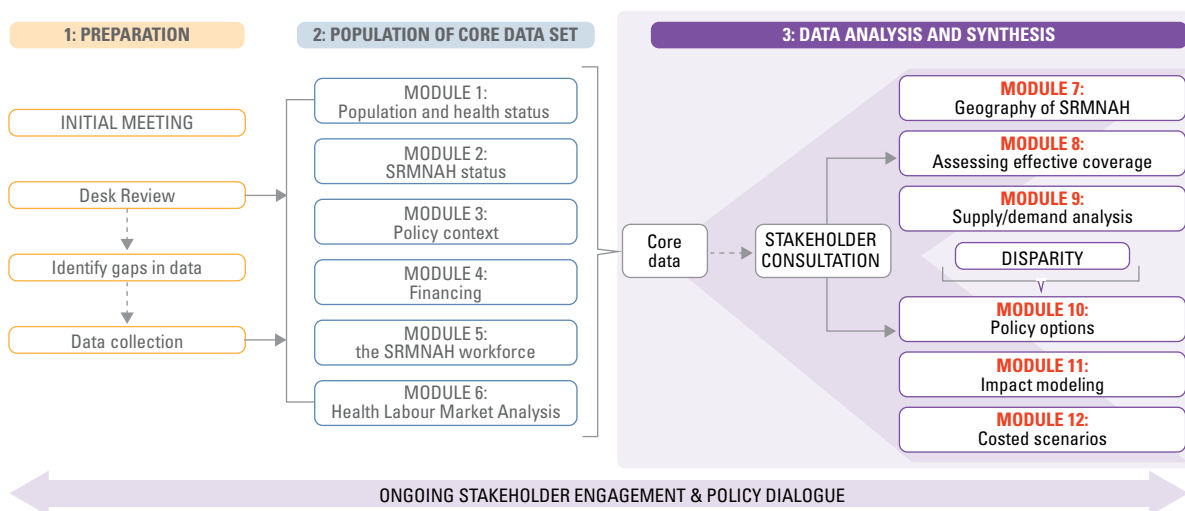 1: PREPARATION
INITIAL MEETING
Desk Review
Identify gaps in data
Data collection
2: POPULATION OF CORE DATA SET
MODULE 1:
Population and health status
MODULE 2:
SRMNAH status
MODULE 3:
Policy context
MODULE 4:
Financing
MODULE 5:
the SRMNAH workforce
MODULE 6:
Health Labour Market Analysis
3: DATA ANALYSIS AND SYNTHESIS
Core
data
STAKEHOLDER
CONSULTATION
MODULE 7:
Geography of SRMNAH
MODULE 8:
Assessing effective coverage
MODULE 9:
Supply/demand analysis
DISPARITY
MODULE 10:
Policy options
MODULE 11:
Impact modeling
MODULE 12:
Costed scenarios
ONGOING STAKEHOLDER ENGAGEMENT & POLICY DIALOGUE